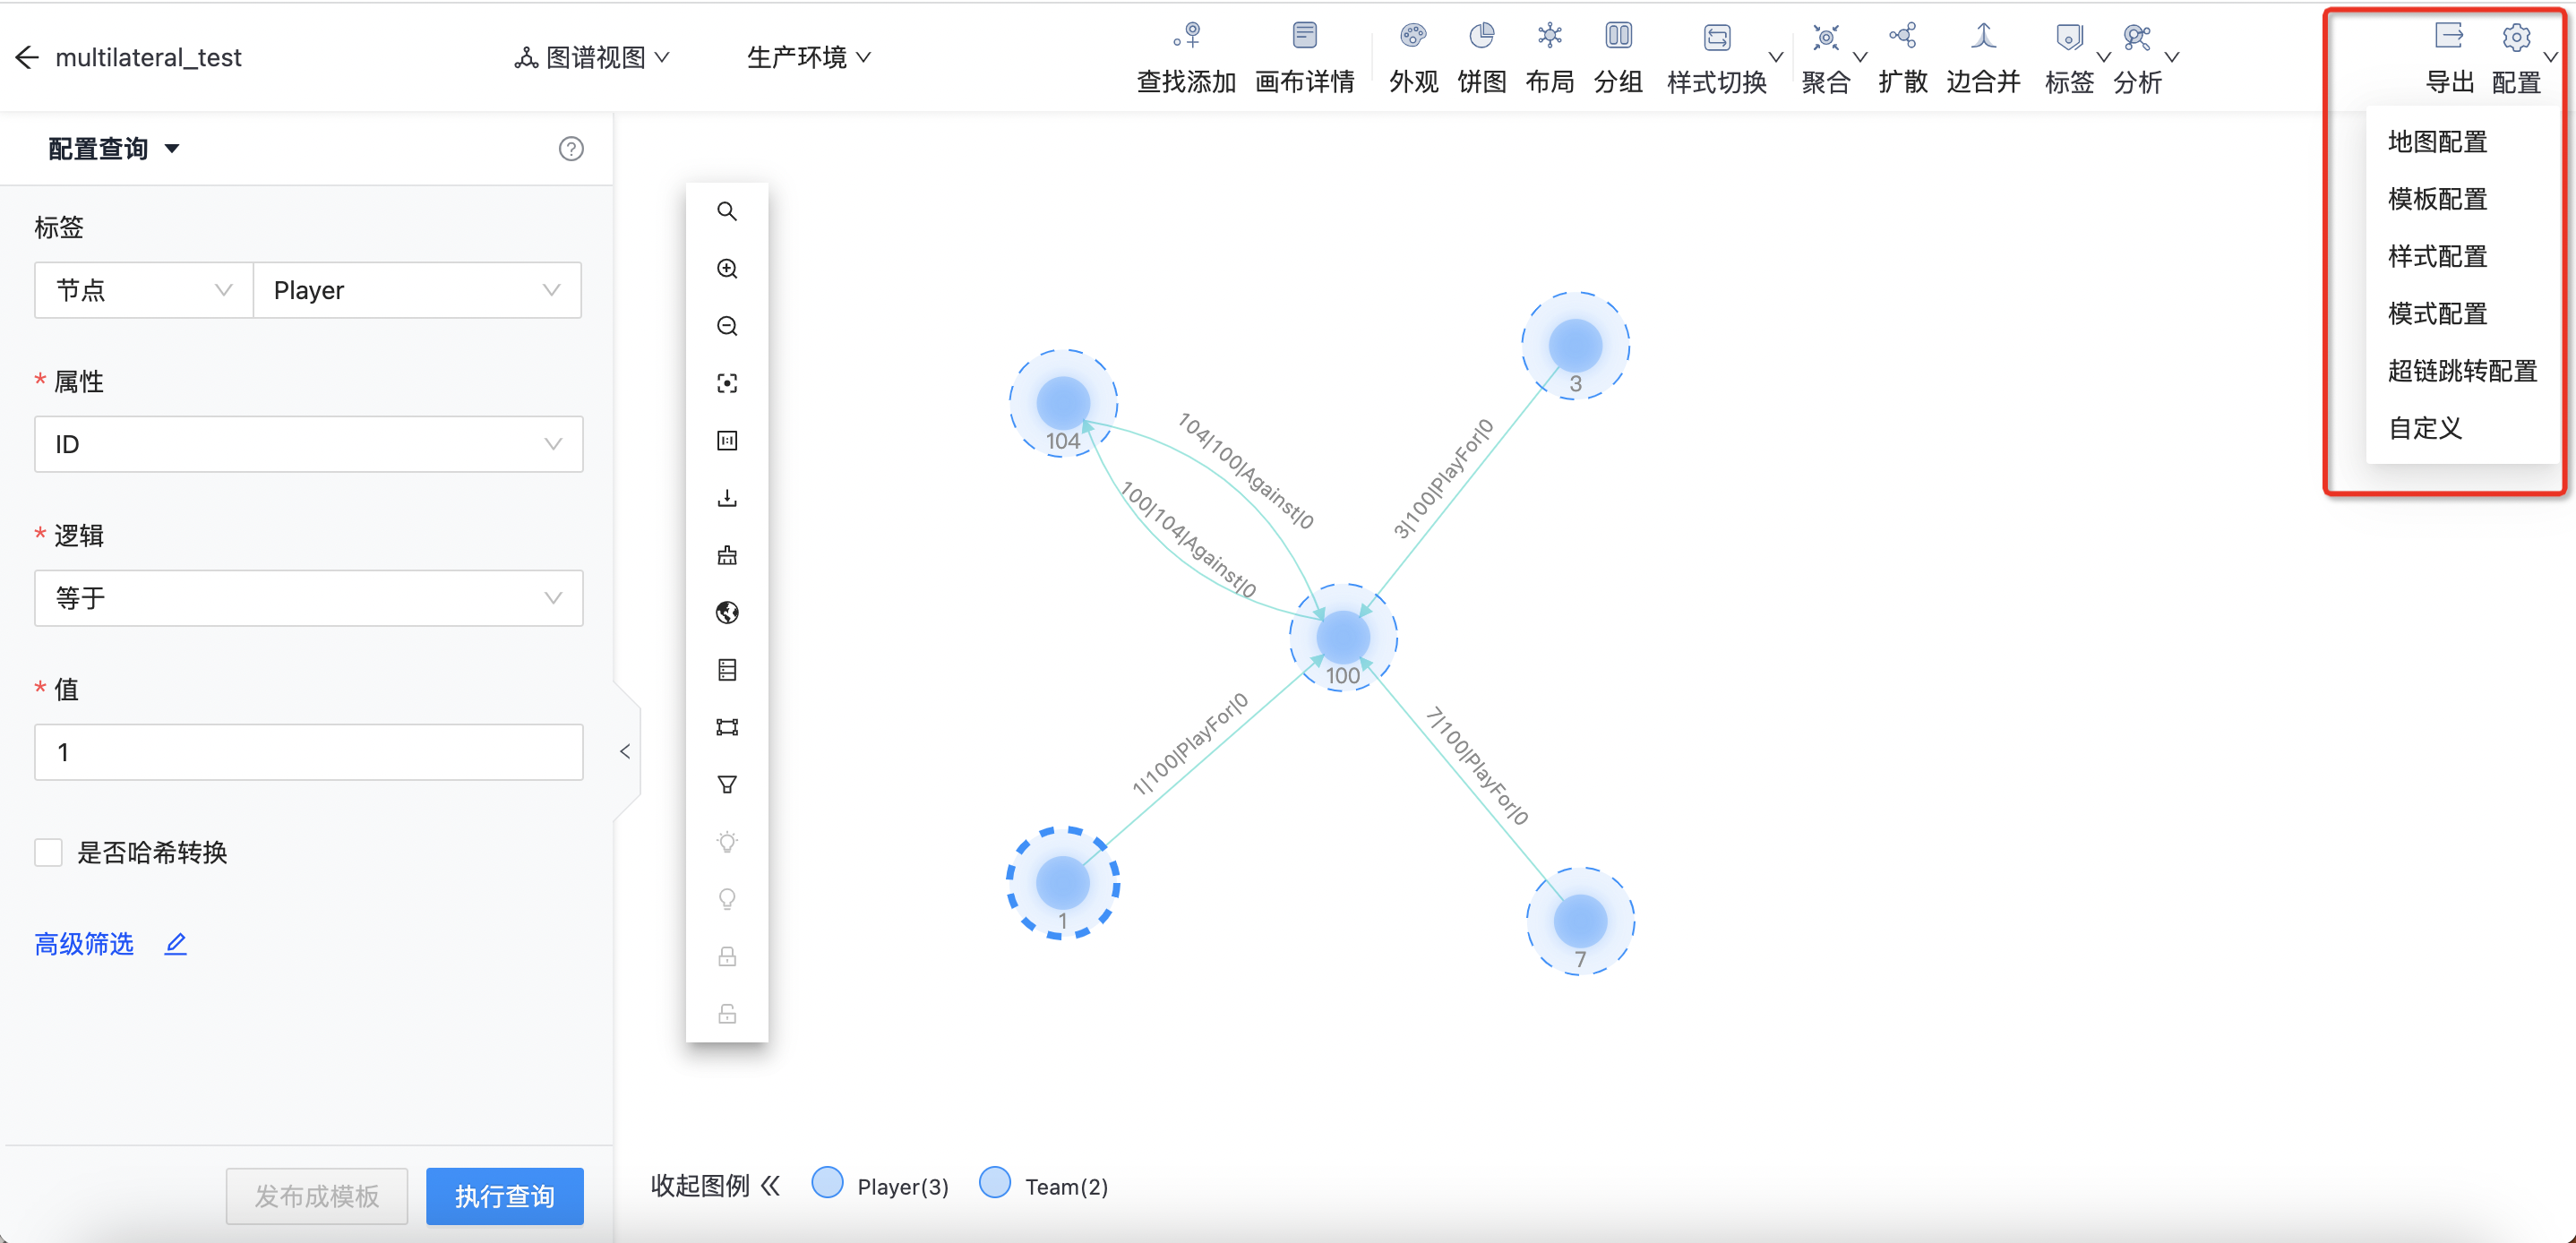 multilateral_test
图谱视图
生产环境
查找添加
画布详情
外观
饼图
布局
分组
样式切换
聚合
扩散
边合并
标签
分析
导出
配置
地图配置
模板配置
样式配置
模式配置
超链跳转配置
自定义
配置查询
?
标签
节点
Player
* 属性
ID
* 逻辑
等于
* 值
1
是否哈希转换
高级筛选
发布成模板
执行查询
1:1
104
3
100
1
7
104|100|Against|0
100|104|Against|0
3|100|PlayFor|0
1|100|PlayFor|0
7|100|PlayFor|0
收起图例
Player(3)
Team(2)